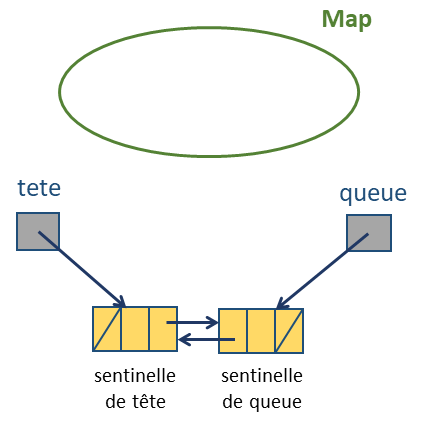 Map
tete
queue
sentinelle
de tête
sentinelle
de queue